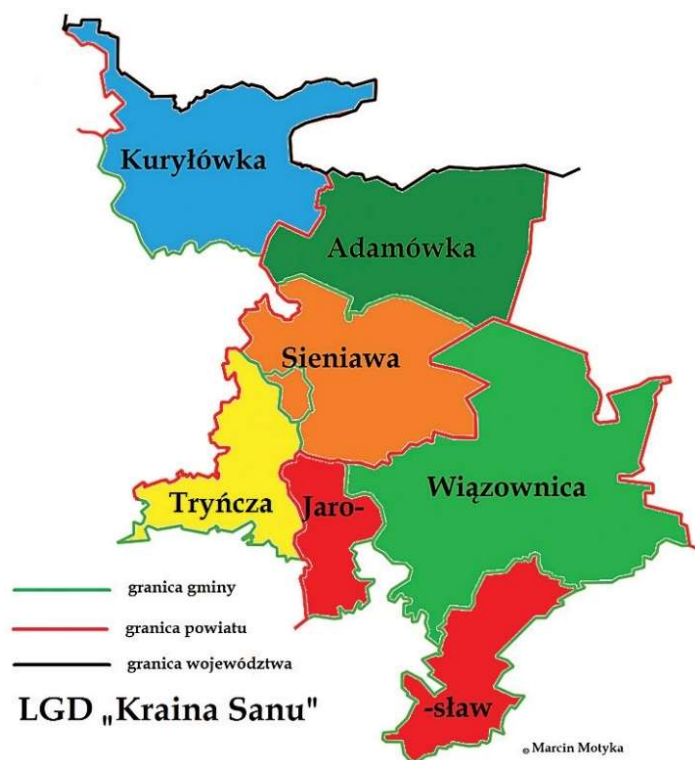 Kuryłówka
Adamówka
Sieniawa
Wiązownica
Tryńcza
Jaro-
-sław
granica gminy
granica powiatu
granica województwa
LGD „Kraina Sanu"
© Marcin Motyka